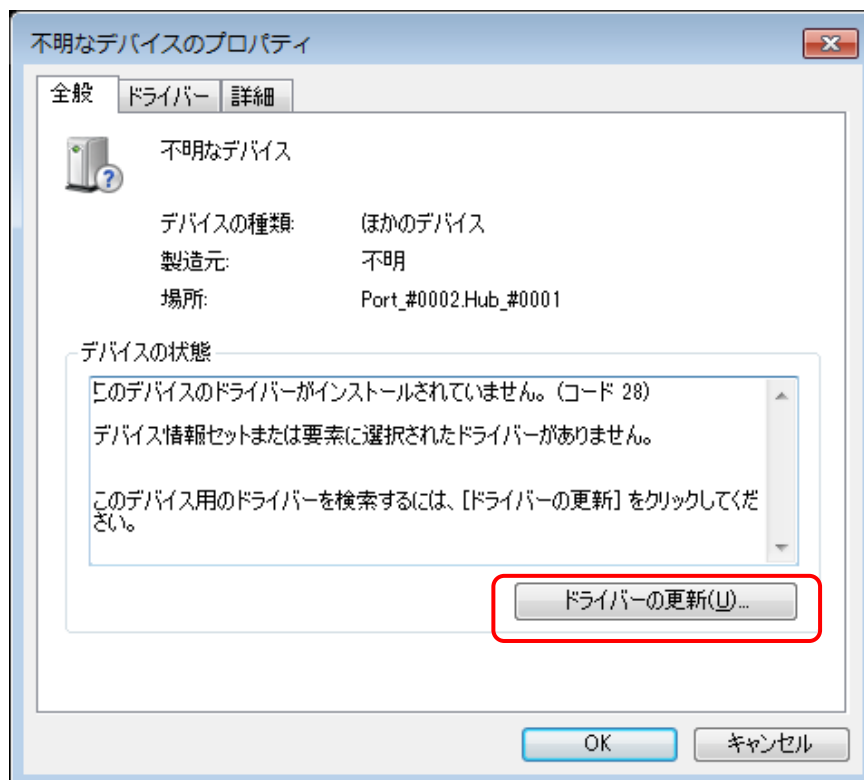 不明なデバイスのプロパティ
全般 ドライバー 詳細
不明なデバイス
デバイスの種類: ほかのデバイス
製造元: 不明
場所: Port_#0002.Hub_#0001
デバイスの状態
このデバイスのドライバーがインストールされていません。(コード 28)
デバイス情報セットまたは要素に選択されたドライバーがありません。
このデバイス用のドライバーを検索するには、[ドライバーの更新] をクリックしてくだ
さい。
ドライバーの更新(U)...
OK キャンセル